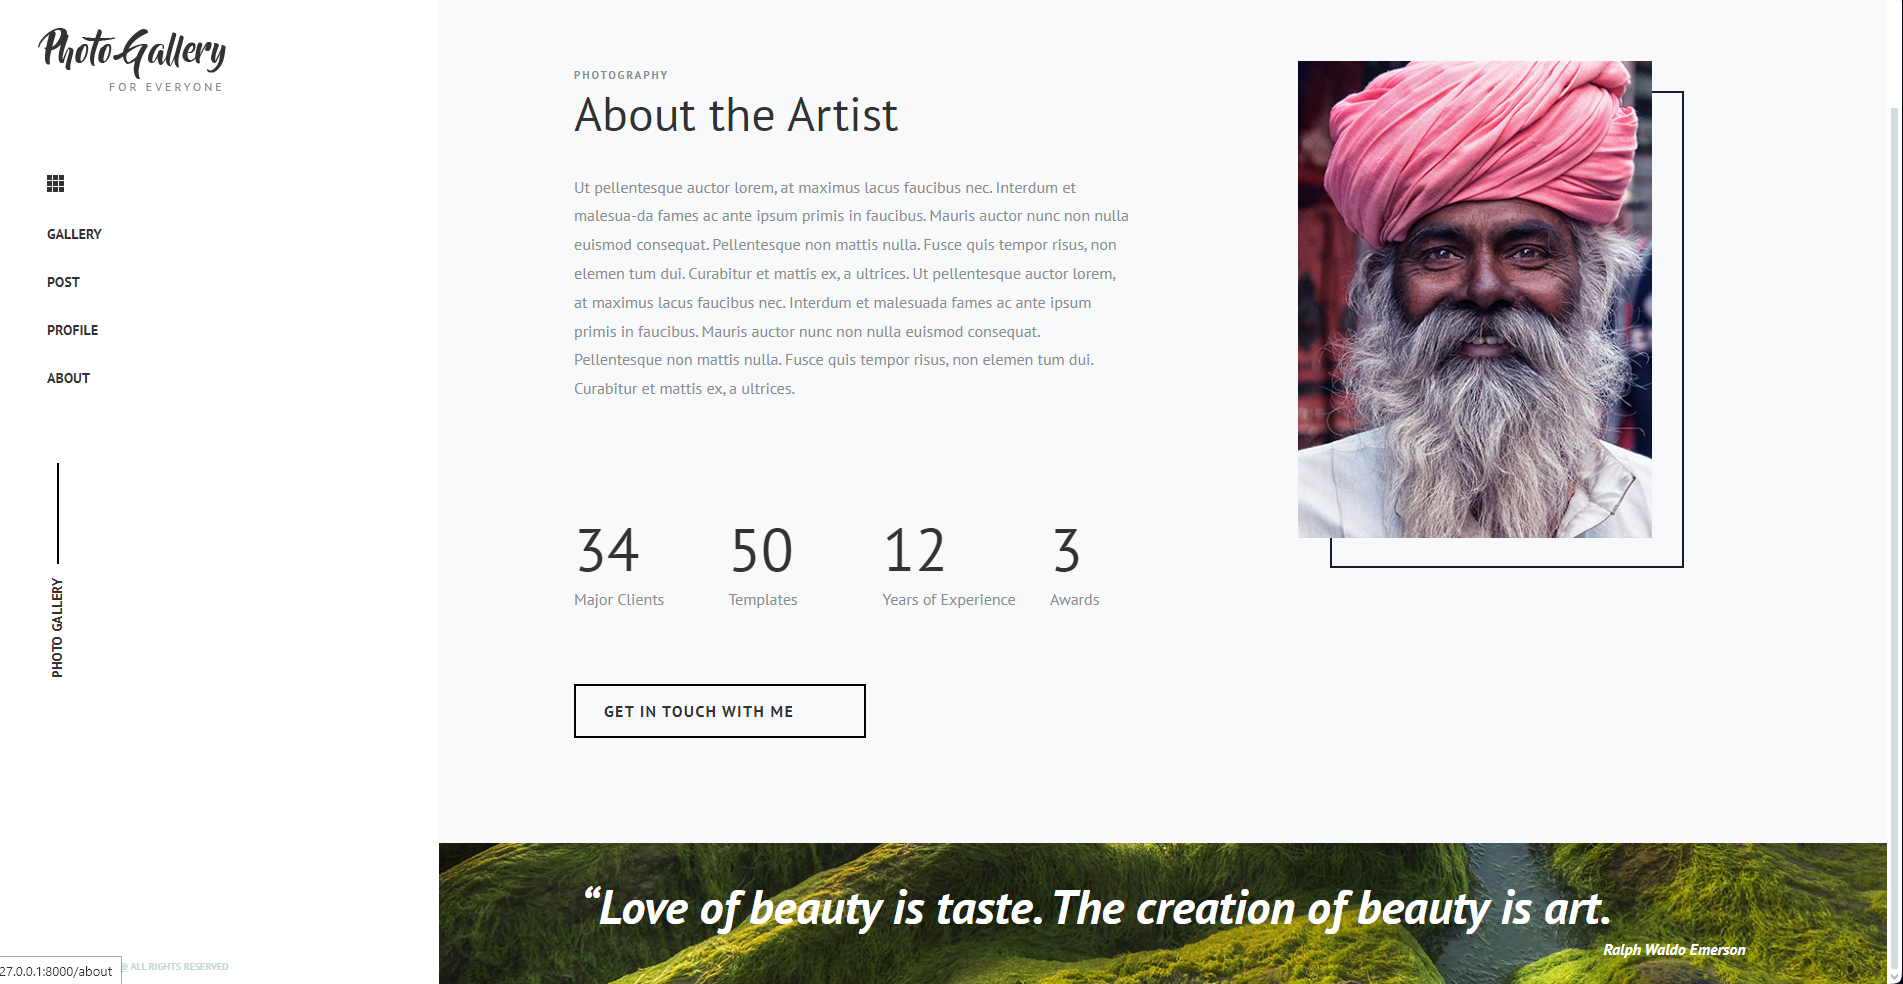 Photo Gallery
FOR EVERYONE
GALLERY
POST
PROFILE
ABOUT
PHOTO GALLERY
@ ALL RIGHTS RESERVED
27.0.0.1:8000/about
PHOTOGRAPHY
About the Artist
Ut pellentesque auctor lorem, at maximus lacus faucibus nec. Interdum et
malesua-da fames ac ante ipsum primis in faucibus. Mauris auctor nunc non nulla
euismod consequat. Pellentesque non mattis nulla. Fusce quis tempor risus, non
elemen tum dui. Curabitur et mattis ex, a ultrices. Ut pellentesque auctor lorem,
at maximus lacus faucibus nec. Interdum et malesuada fames ac ante ipsum
primis in faucibus. Mauris auctor nunc non nulla euismod consequat.
Pellentesque non mattis nulla. Fusce quis tempor risus, non elemen tum dui.
Curabitur et mattis ex, a ultrices.
34 50 12 3
Major Clients Templates Years of Experience Awards
GET IN TOUCH WITH ME
“Love of beauty is taste. The creation of beauty is art.
Ralph Waldo Emerson